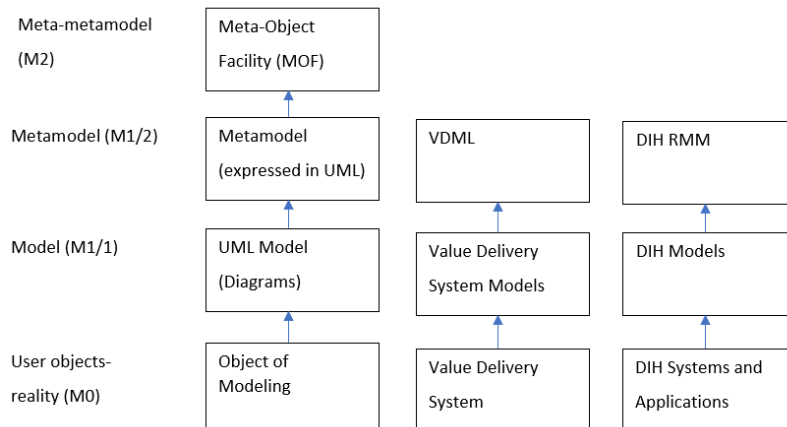 Meta-metamodel
(M2)
Meta-Object
Facility (MOF)
Metamodel (M1/2)
Metamodel
(expressed in UML)
VDML
DIH RMM
Model (M1/1)
UML Model
(Diagrams)
Value Delivery
System Models
DIH Models
User objects-
reality (M0)
Object of
Modeling
Value Delivery
System
DIH Systems and
Applications